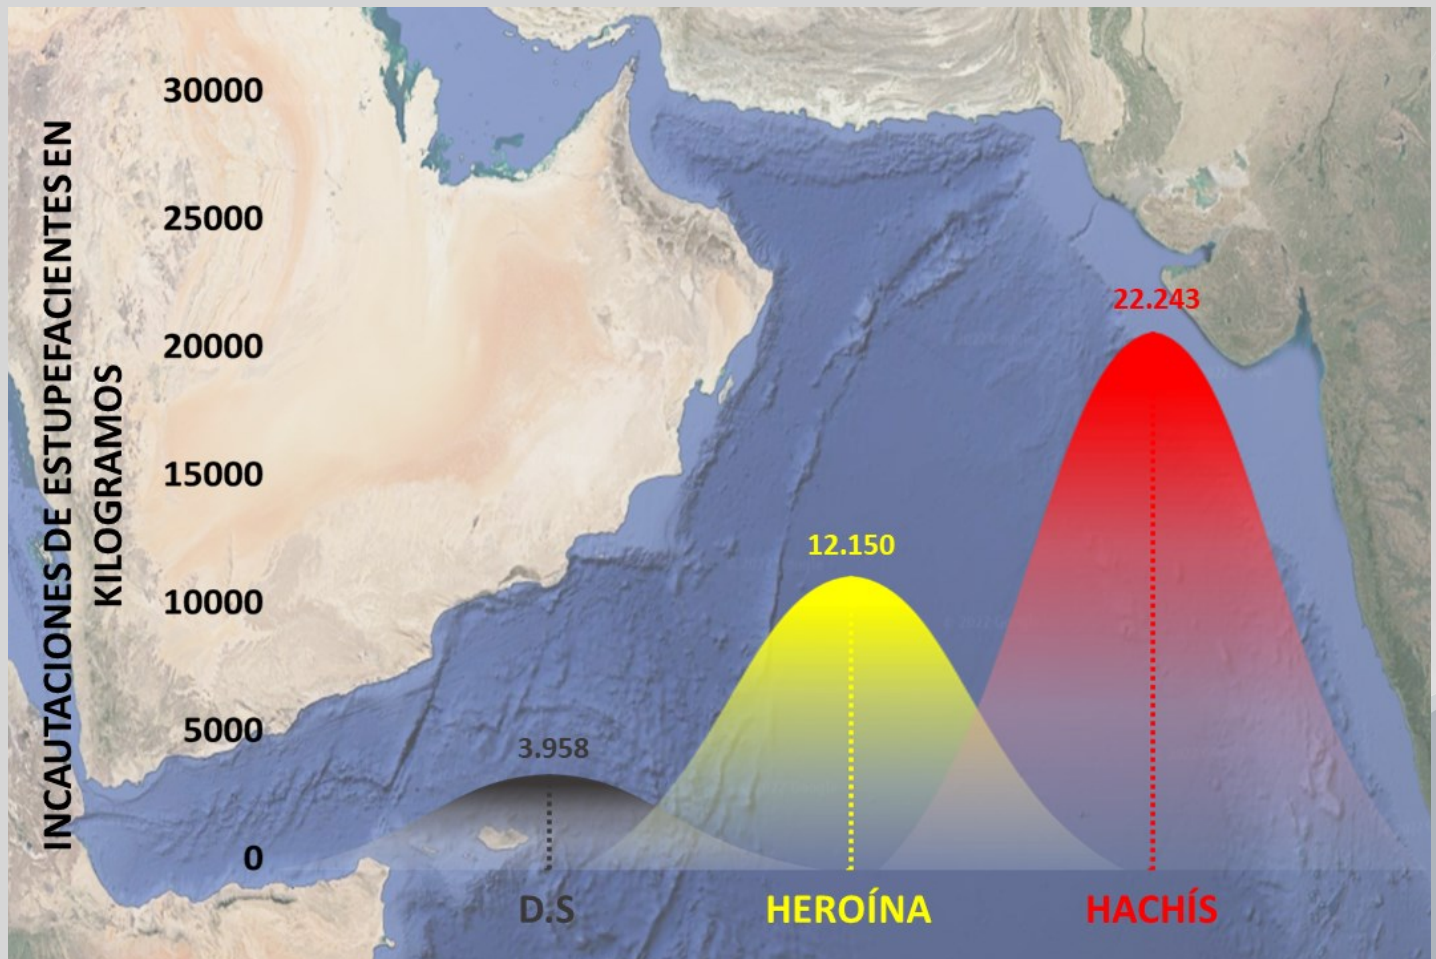 INCAUTACIONES DE ESTUPEFACIENTES EN
KILOGRAMOS
30000
25000
20000
15000
10000
5000
0
3.958
12.150
22.243
D.S
HEROÍNA
HACHÍS